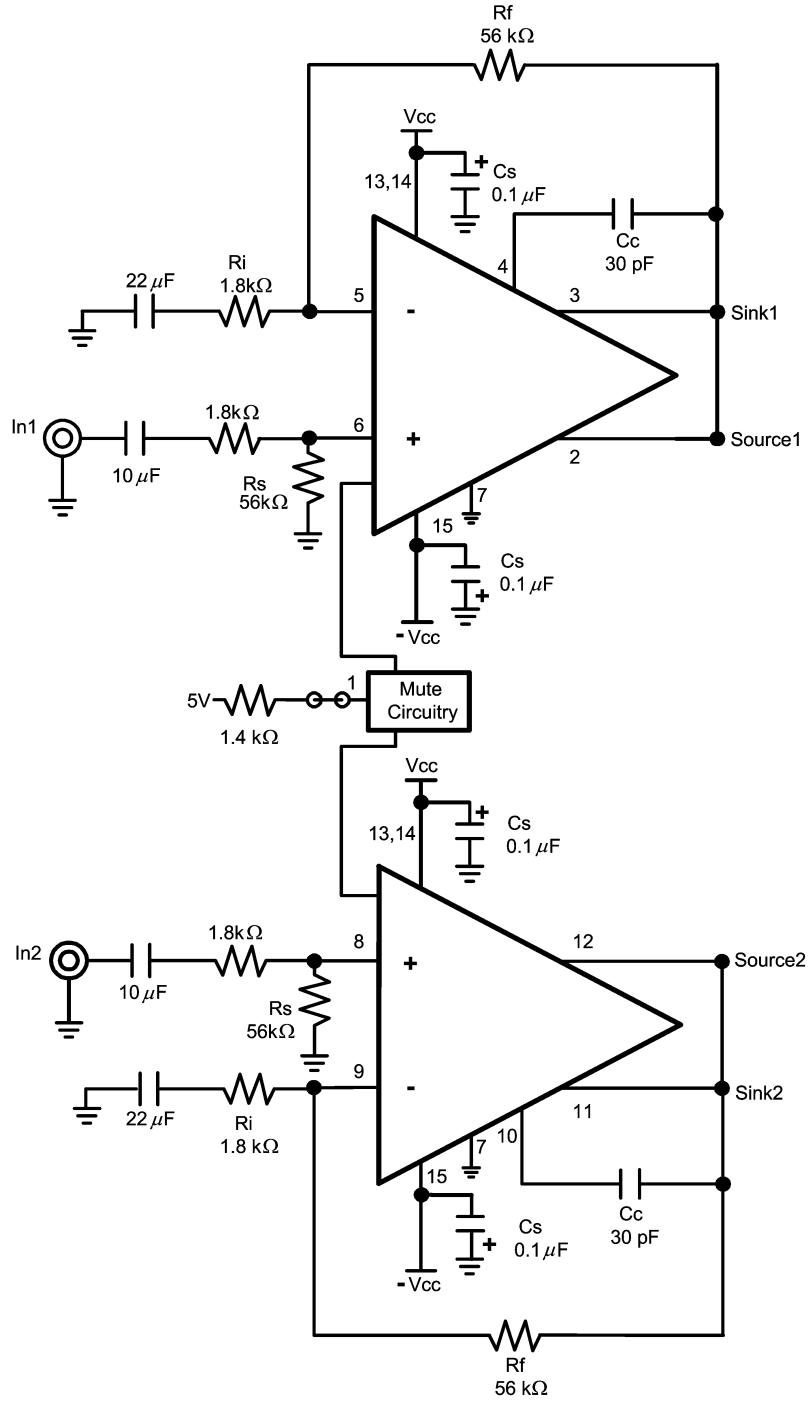 Rf
56 kΩ
Vcc
+
Cs
0.1 μF
13,14
4
Cc
30 pF
22 μF
Ri
1.8kΩ
5
-
3
Sink1
In1
10 μF
1.8kΩ
6
+
Rs
56kΩ
2
Source1
7
15
Cs
0.1 μF
+
-Vcc
5V
1.4 kΩ
1
Mute
Circuitry
Vcc
+
Cs
0.1 μF
13,14
In2
10 μF
1.8kΩ
8
+
Rs
56kΩ
12
Source2
9
-
22 μF
Ri
1.8 kΩ
11
Sink2
10
7
15
Cc
30 pF
Cs
0.1 μF
+
-Vcc
Rf
56 kΩ